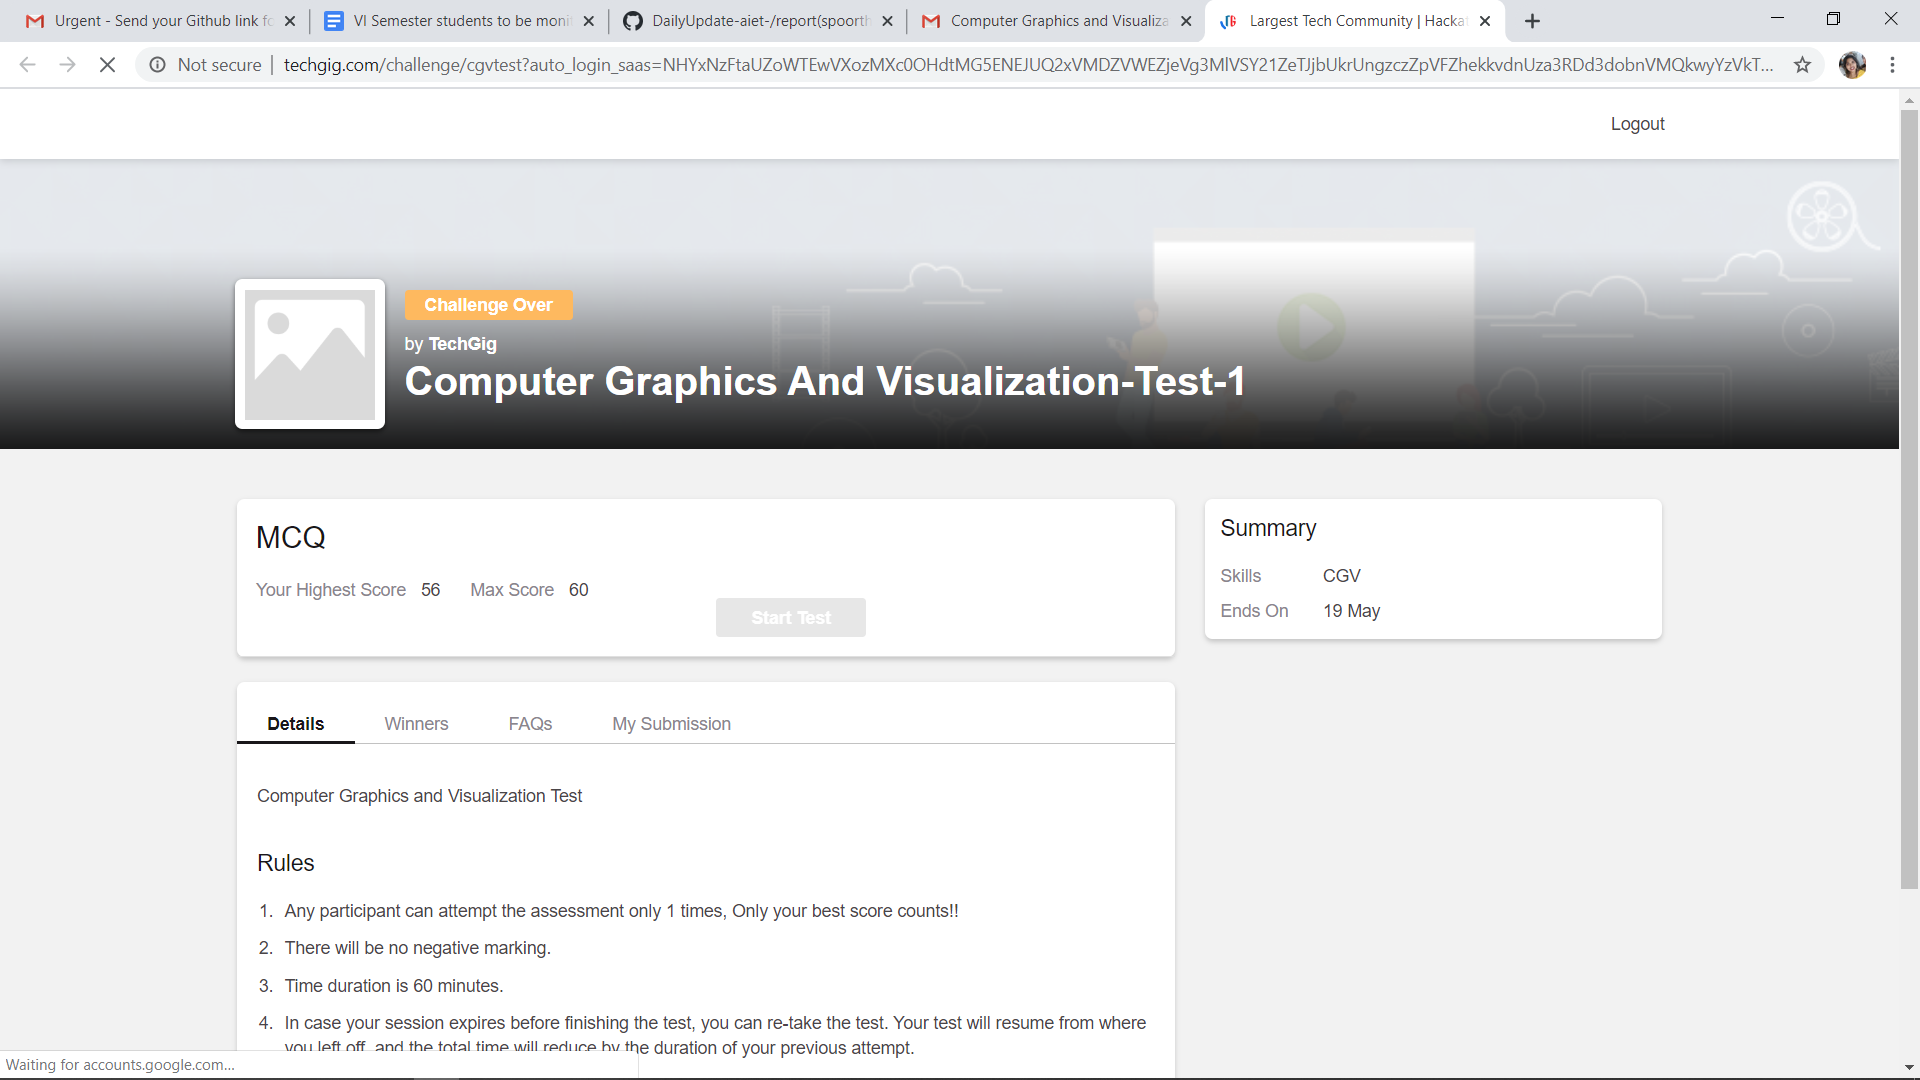 Urgent - Send your Github link fo
VI Semester students to be moni
DailyUpdate-aiet-/report(spoorth
Computer Graphics and Visualiza
Largest Tech Community | Hacka
Not secure
techgig.com/challenge/cgvtest?auto_login_saas=
Logout
Challenge Over
by TechGig
Computer Graphics And Visualization-Test-1
MCQ
Your Highest Score 56 Max Score 60
Start Test
Summary
Skills CGV
Ends On 19 May
Details Winners FAQs My Submission
Computer Graphics and Visualization Test
Rules
1. Any participant can attempt the assessment only 1 times, Only your best score counts!!
2. There will be no negative marking.
3. Time duration is 60 minutes.
4. In case your session expires before finishing the test, you can re-take the test. Your test will resume from where
you left off, and the total time will reduce by the duration of your previous attempt.
Waiting for accounts.google.com...